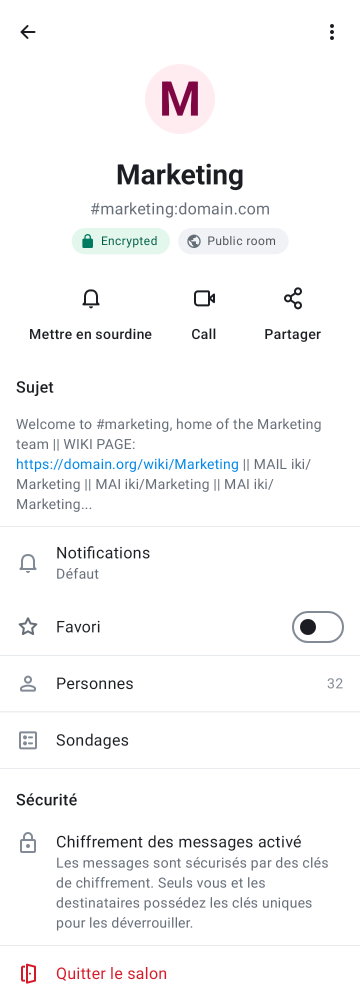 M
Marketing
#marketing:domain.com
Encrypted Public room
Mettre en sourdine Call Partager
Sujet
Welcome to #marketing, home of the Marketing
team || WIKI PAGE:
https://domain.org/wiki/Marketing || MAIL iki/
Marketing || MAI iki/Marketing || MAI iki/
Marketing...
Notifications
Défaut
Favori
Personnes 32
Sondages
Sécurité
Chiffrement des messages activé
Les messages sont sécurisés par des clés
de chiffrement. Seuls vous et les
destinataires possédez les clés uniques
pour les déverrouiller.
Quitter le salon